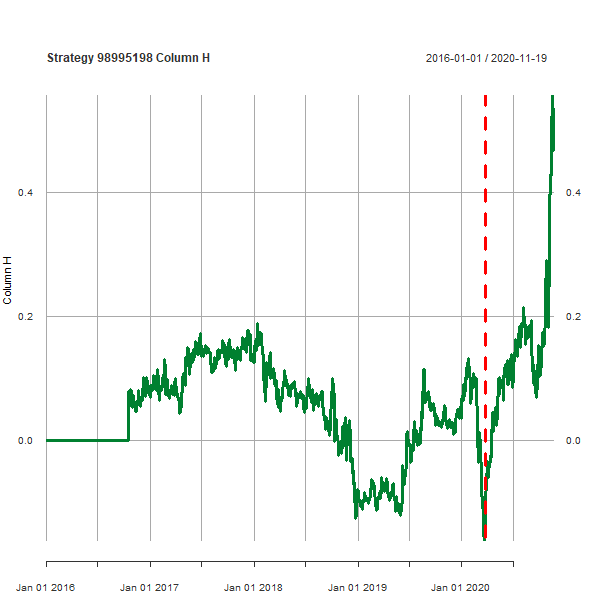 Strategy 98995198 Column H
2016-01-01 / 2020-11-19
Column H
0.4
0.4
0.2
0.2
0.0
0.0
Jan 01 2016
Jan 01 2017
Jan 01 2018
Jan 01 2019
Jan 01 2020